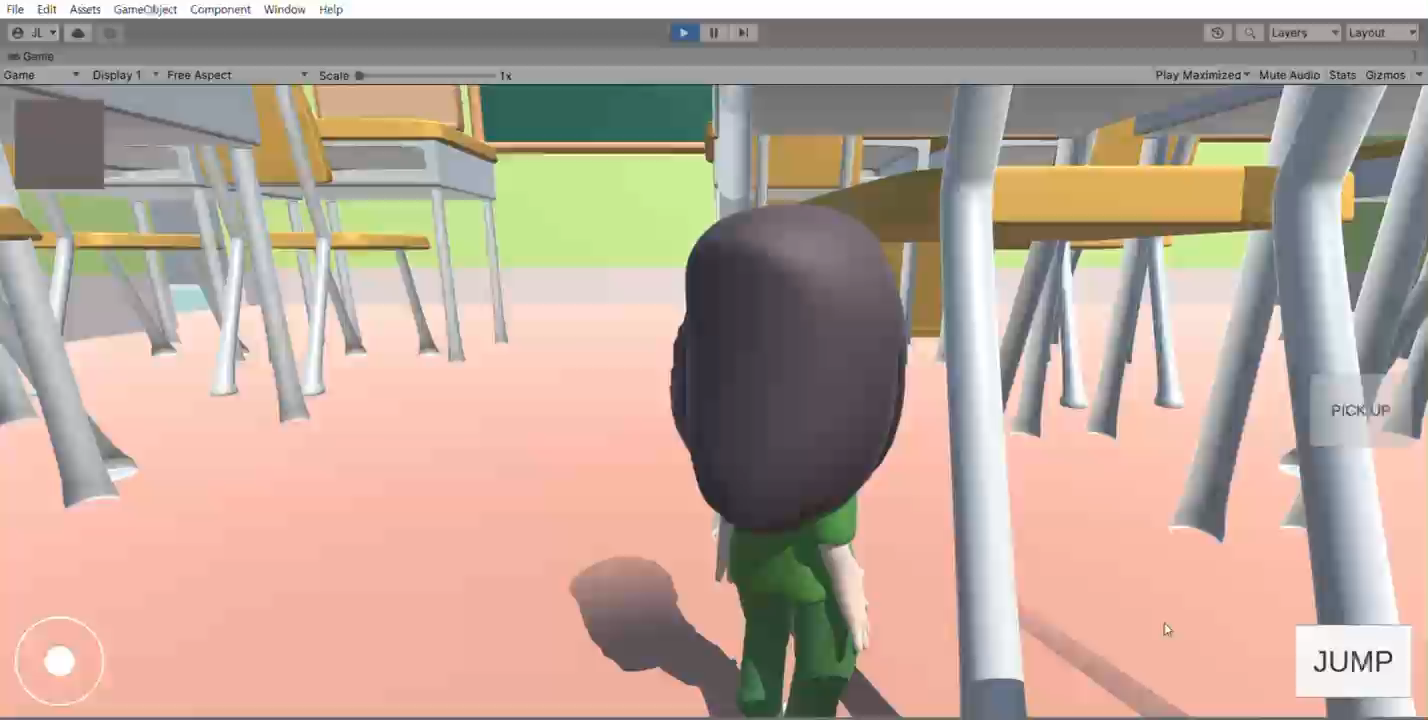 File Edit Assets GameObject Component Window Help
JL Layers Layout
Game
Game Display 1 Free Aspect Scale 1x Play Maximized Mute Audio Stats Gizmos
PICK UP
JUMP